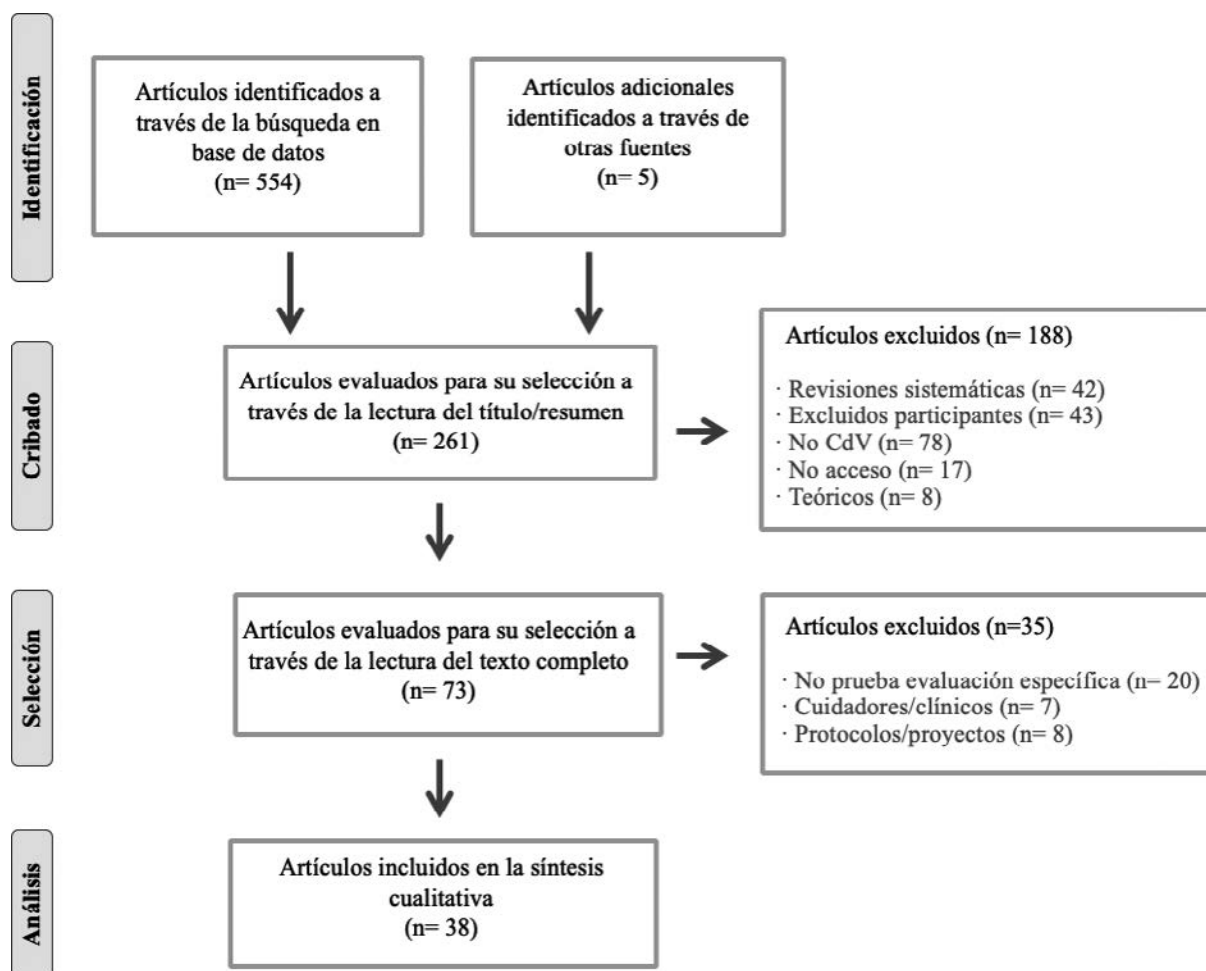 Identificación
Artículos identificados a
través de la búsqueda en
base de datos
(n= 554)
Artículos adicionales
identificados a través de
otras fuentes
(n= 5)
Cribado
Artículos evaluados para su selección a
través de la lectura del título/resumen
(n= 261)
Artículos excluidos (n= 188)
· Revisiones sistemáticas (n= 42)
· Excluidos participantes (n= 43)
· No CdV (n= 78)
· No acceso (n= 17)
· Teóricos (n= 8)
Selección
Artículos evaluados para su selección a
través de la lectura del texto completo
(n= 73)
Artículos excluidos (n=35)
· No prueba evaluación específica (n= 20)
· Cuidadores/clínicos (n= 7)
· Protocolos/proyectos (n= 8)
Análisis
Artículos incluidos en la síntesis
cualitativa
(n= 38)